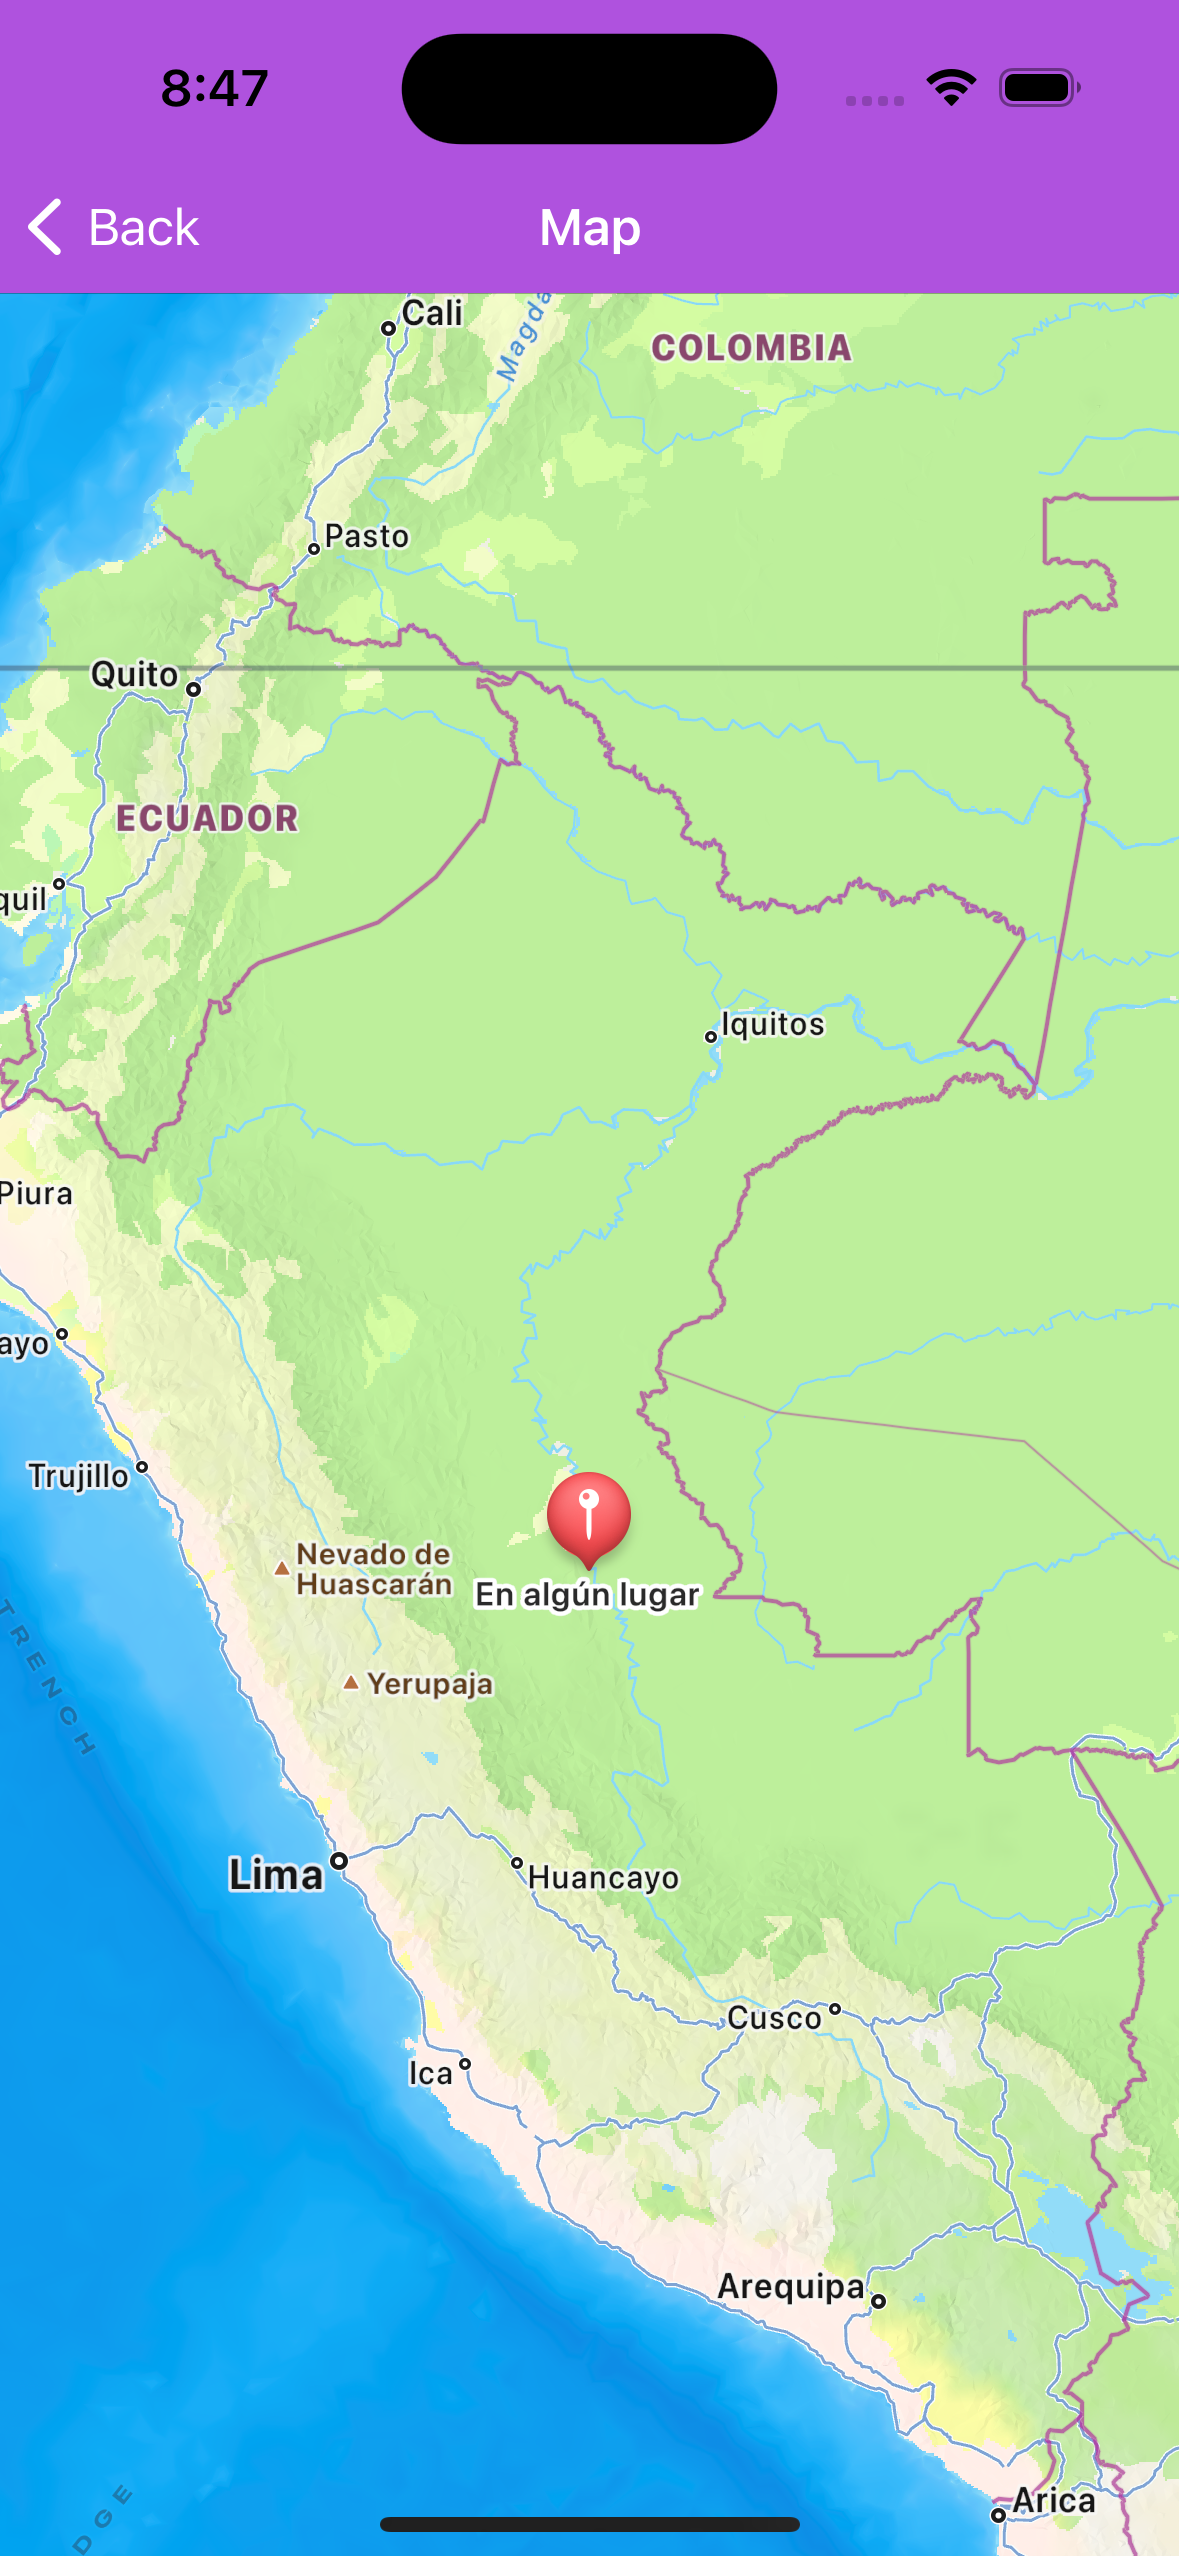 8:47
Back
Map
Cali
Magda
COLOMBIA
Pasto
Quito
ECUADOR
quil
Iquitos
Piura
ayo
Trujillo
Nevado de
Huascarán
En algún lugar
TRENCH
Yerupaja
Lima
Huancayo
Cusco
Ica
Arequipa
Arica
DGE